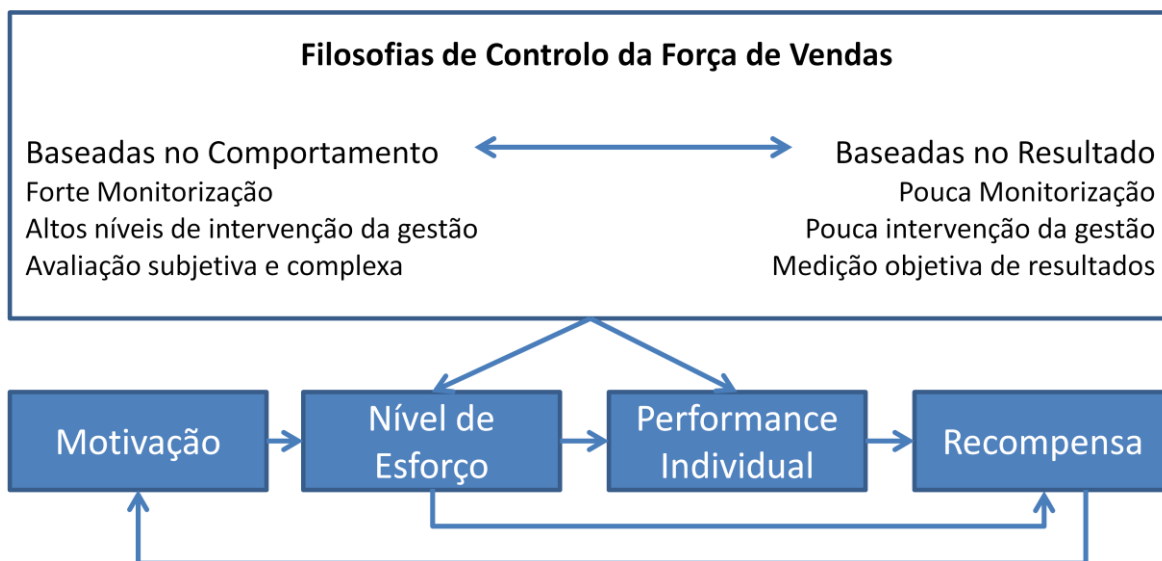 Filosofias de Controlo da Força de Vendas
Baseadas no Comportamento
Forte Monitorização
Altos níveis de intervenção da gestão
Avaliação subjetiva e complexa
Baseadas no Resultado
Pouca Monitorização
Pouca intervenção da gestão
Medição objetiva de resultados
Motivação
Nível de
Esforço
Performance
Individual
Recompensa